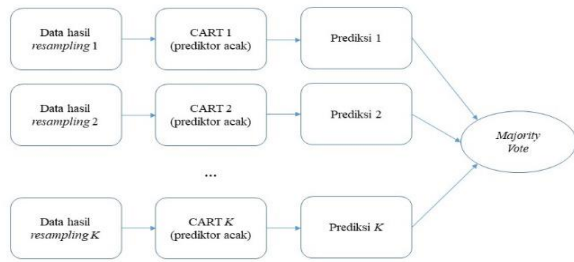 Data hasil
resampling 1
CART 1
(prediktor acak)
Prediksi 1
Data hasil
resampling 2
CART 2
(prediktor acak)
Prediksi 2
Majority
Vote
...
Data hasil
resampling K
CART K
(prediktor acak)
Prediksi K